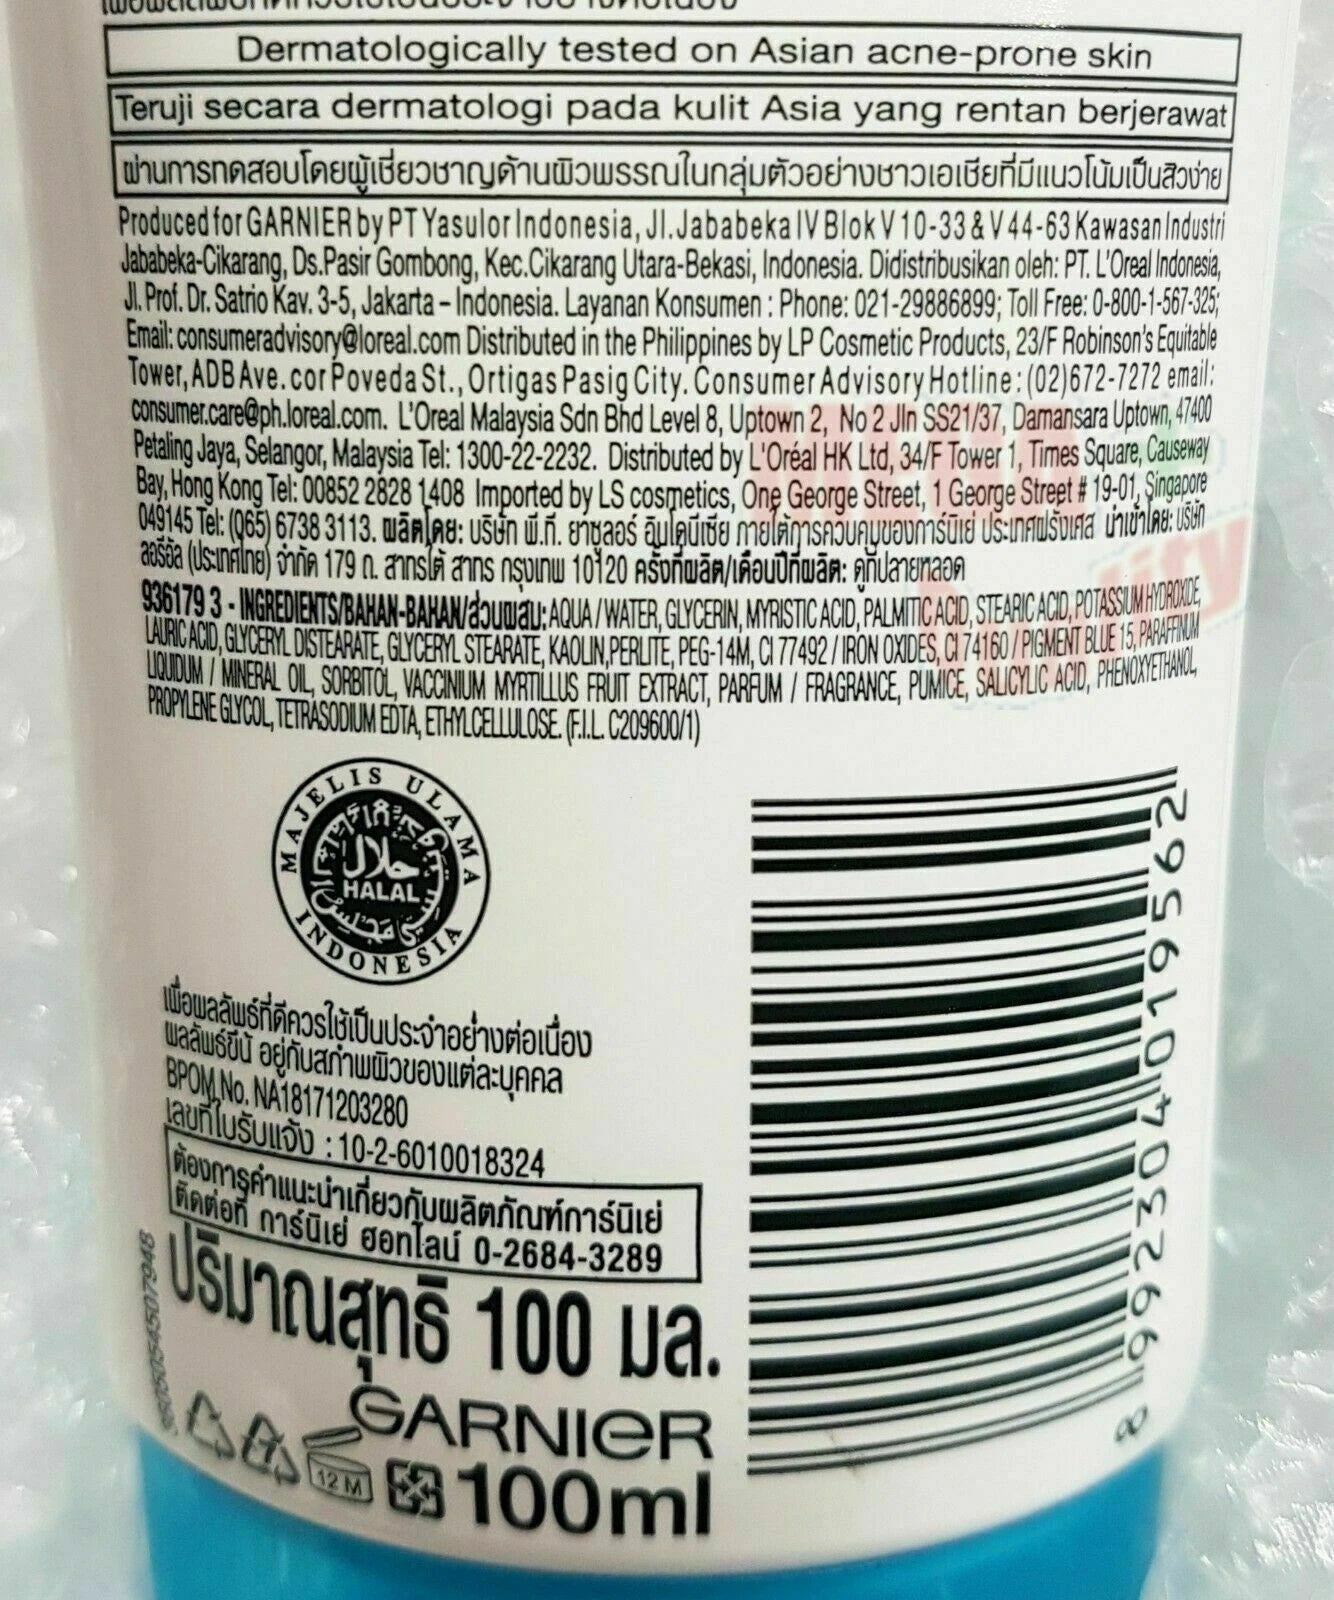 Dermatologically tested on Asian acne-prone skin
Teruji secara dermatologi pada kulit Asia yang rentan berjerawat
ผ่านการทดสอบโดยผู้เชี่ยวชาญด้านผิวพรรณในกลุ่มตัวอย่างชาวเอเชียที่มีแนวโน้มเป็นสิวง่าย
Produced for GARNIER by PT Yasulor Indonesia, Jl. Jababeka IV Blok V 10-33 & V 44-63 Kawasan Industri
Jababeka-Cikarang, Ds.Pasir Gombong, Kec.Cikarang Utara-Bekasi, Indonesia. Didistribusikan oleh: PT. L'Oreal Indonesia,
Jl. Prof. Dr. Satrio Kav. 3-5, Jakarta – Indonesia. Layanan Konsumen : Phone: 021-29886899; Toll Free: 0-800-1-567-325;
Email: consumeradvisory@loreal.com Distributed in the Philippines by LP Cosmetic Products, 23/F Robinson's Equitable
Tower, ADB Ave. cor Poveda St., Ortigas Pasig City. Consumer Advisory Hotline : (02)672-7272 email:
consumer.care@ph.loreal.com. L'Oreal Malaysia Sdn Bhd Level 8, Uptown 2, No 2 Jln SS21/37, Damansara Uptown, 47400
Petaling Jaya, Selangor, Malaysia Tel: 1300-22-2232. Distributed by L'Oréal HK Ltd, 34/F Tower 1, Times Square, Causeway
Bay, Hong Kong Tel: 00852 2828 1408 Imported by LS cosmetics, One George Street, 1 George Street # 19-01, Singapore
049145 Tel: (065) 6738 3113. ผลิตโดย: บริษัท พี.ที. ยาซูลอร์ อินโดนีเซีย ภายใต้การควบคุมของการ์นิเย่ ประเทศฝรั่งเศส นำเข้าโดย: บริษัท
ลอรีอัล (ประเทศไทย) จำกัด 179 ถ. สาทรใต้ สาทร กรุงเทพ 10120 ครั้งที่ผลิต/เดือนปีที่ผลิต: ดูที่ปลายหลอด
936179 3 - INGREDIENTS/BAHAN-BAHAN/ส่วนผสม: AQUA / WATER, GLYCERIN, MYRISTIC ACID, PALMITIC ACID, STEARIC ACID, POTASSIUM HYDROXIDE,
LAURIC ACID, GLYCERYL DISTEARATE, GLYCERYL STEARATE, KAOLIN, PERLITE, PEG-14M, CI 77492 / IRON OXIDES, CI 74160 / PIGMENT BLUE 15, PARAFFINUM
LIQUIDUM / MINERAL OIL, SORBITOL, VACCINIUM MYRTILLUS FRUIT EXTRACT, PARFUM / FRAGRANCE, PUMICE, SALICYLIC ACID, PHENOXYETHANOL,
PROPYLENE GLYCOL, TETRASODIUM EDTA, ETHYLCELLULOSE. (F.I.L. C209600/1)
MAJELIS ULAMA
حلال
HALAL
INDONESIA
เพื่อผลลัพธ์ที่ดีควรใช้เป็นประจำอย่างต่อเนื่อง
ผลลัพธ์ขึ้นอยู่กับสภาพผิวของแต่ละบุคคล
BPOM No. NA18171203280
เลขที่ใบรับแจ้ง : 10-2-6010018324
ต้องการคำแนะนำเกี่ยวกับผลิตภัณฑ์การ์นิเย่
ติดต่อที่ การ์นิเย่ ฮอทไลน์ 0-2684-3289
ปริมาณสุทธิ 100 มล.
GARNIER
12 M
100ml
8 992304 019562